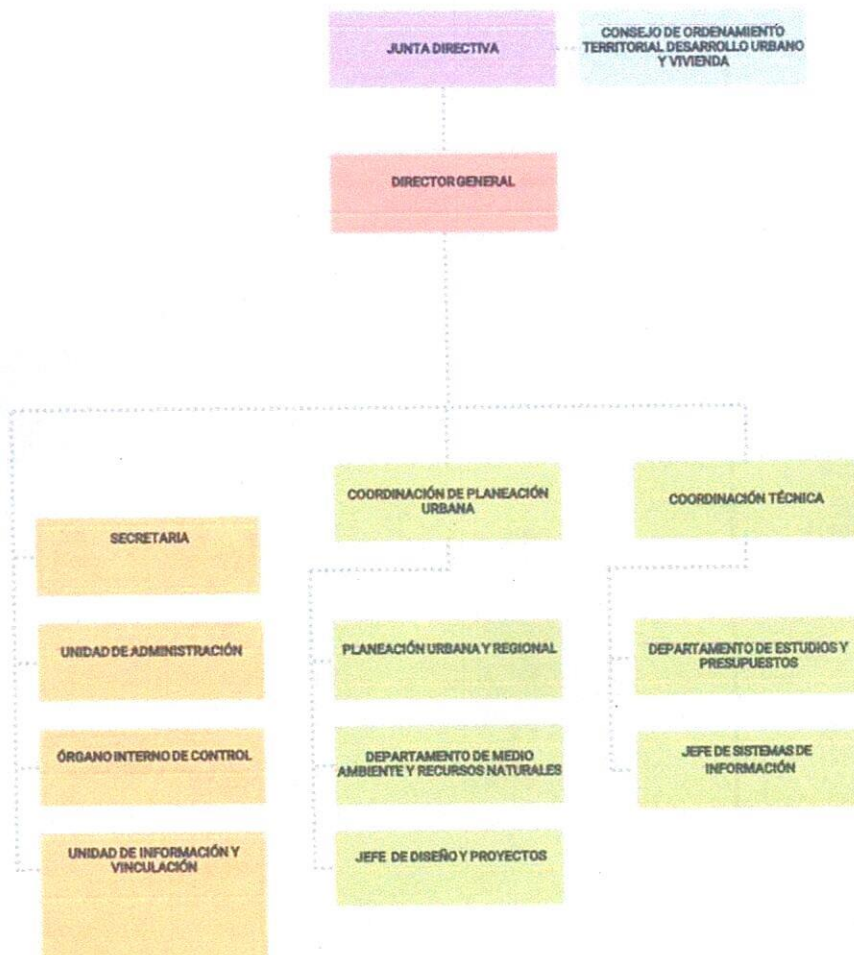 JUNTA DIRECTIVA
CONSEJO DE ORDENAMIENTO
TERRITORIAL DESARROLLO URBANO
Y VIVIENDA
DIRECTOR GENERAL
COORDINACIÓN DE PLANEACIÓN
URBANA
COORDINACIÓN TÉCNICA
SECRETARIA
UNIDAD DE ADMINISTRACIÓN
PLANEACIÓN URBANA Y REGIONAL
DEPARTAMENTO DE ESTUDIOS Y
PRESUPUESTOS
ÓRGANO INTERNO DE CONTROL
DEPARTAMENTO DE MEDIO
AMBIENTE Y RECURSOS NATURALES
JEFE DE SISTEMAS DE
INFORMACIÓN
UNIDAD DE INFORMACIÓN Y
VINCULACIÓN
JEFE DE DISEÑO Y PROYECTOS